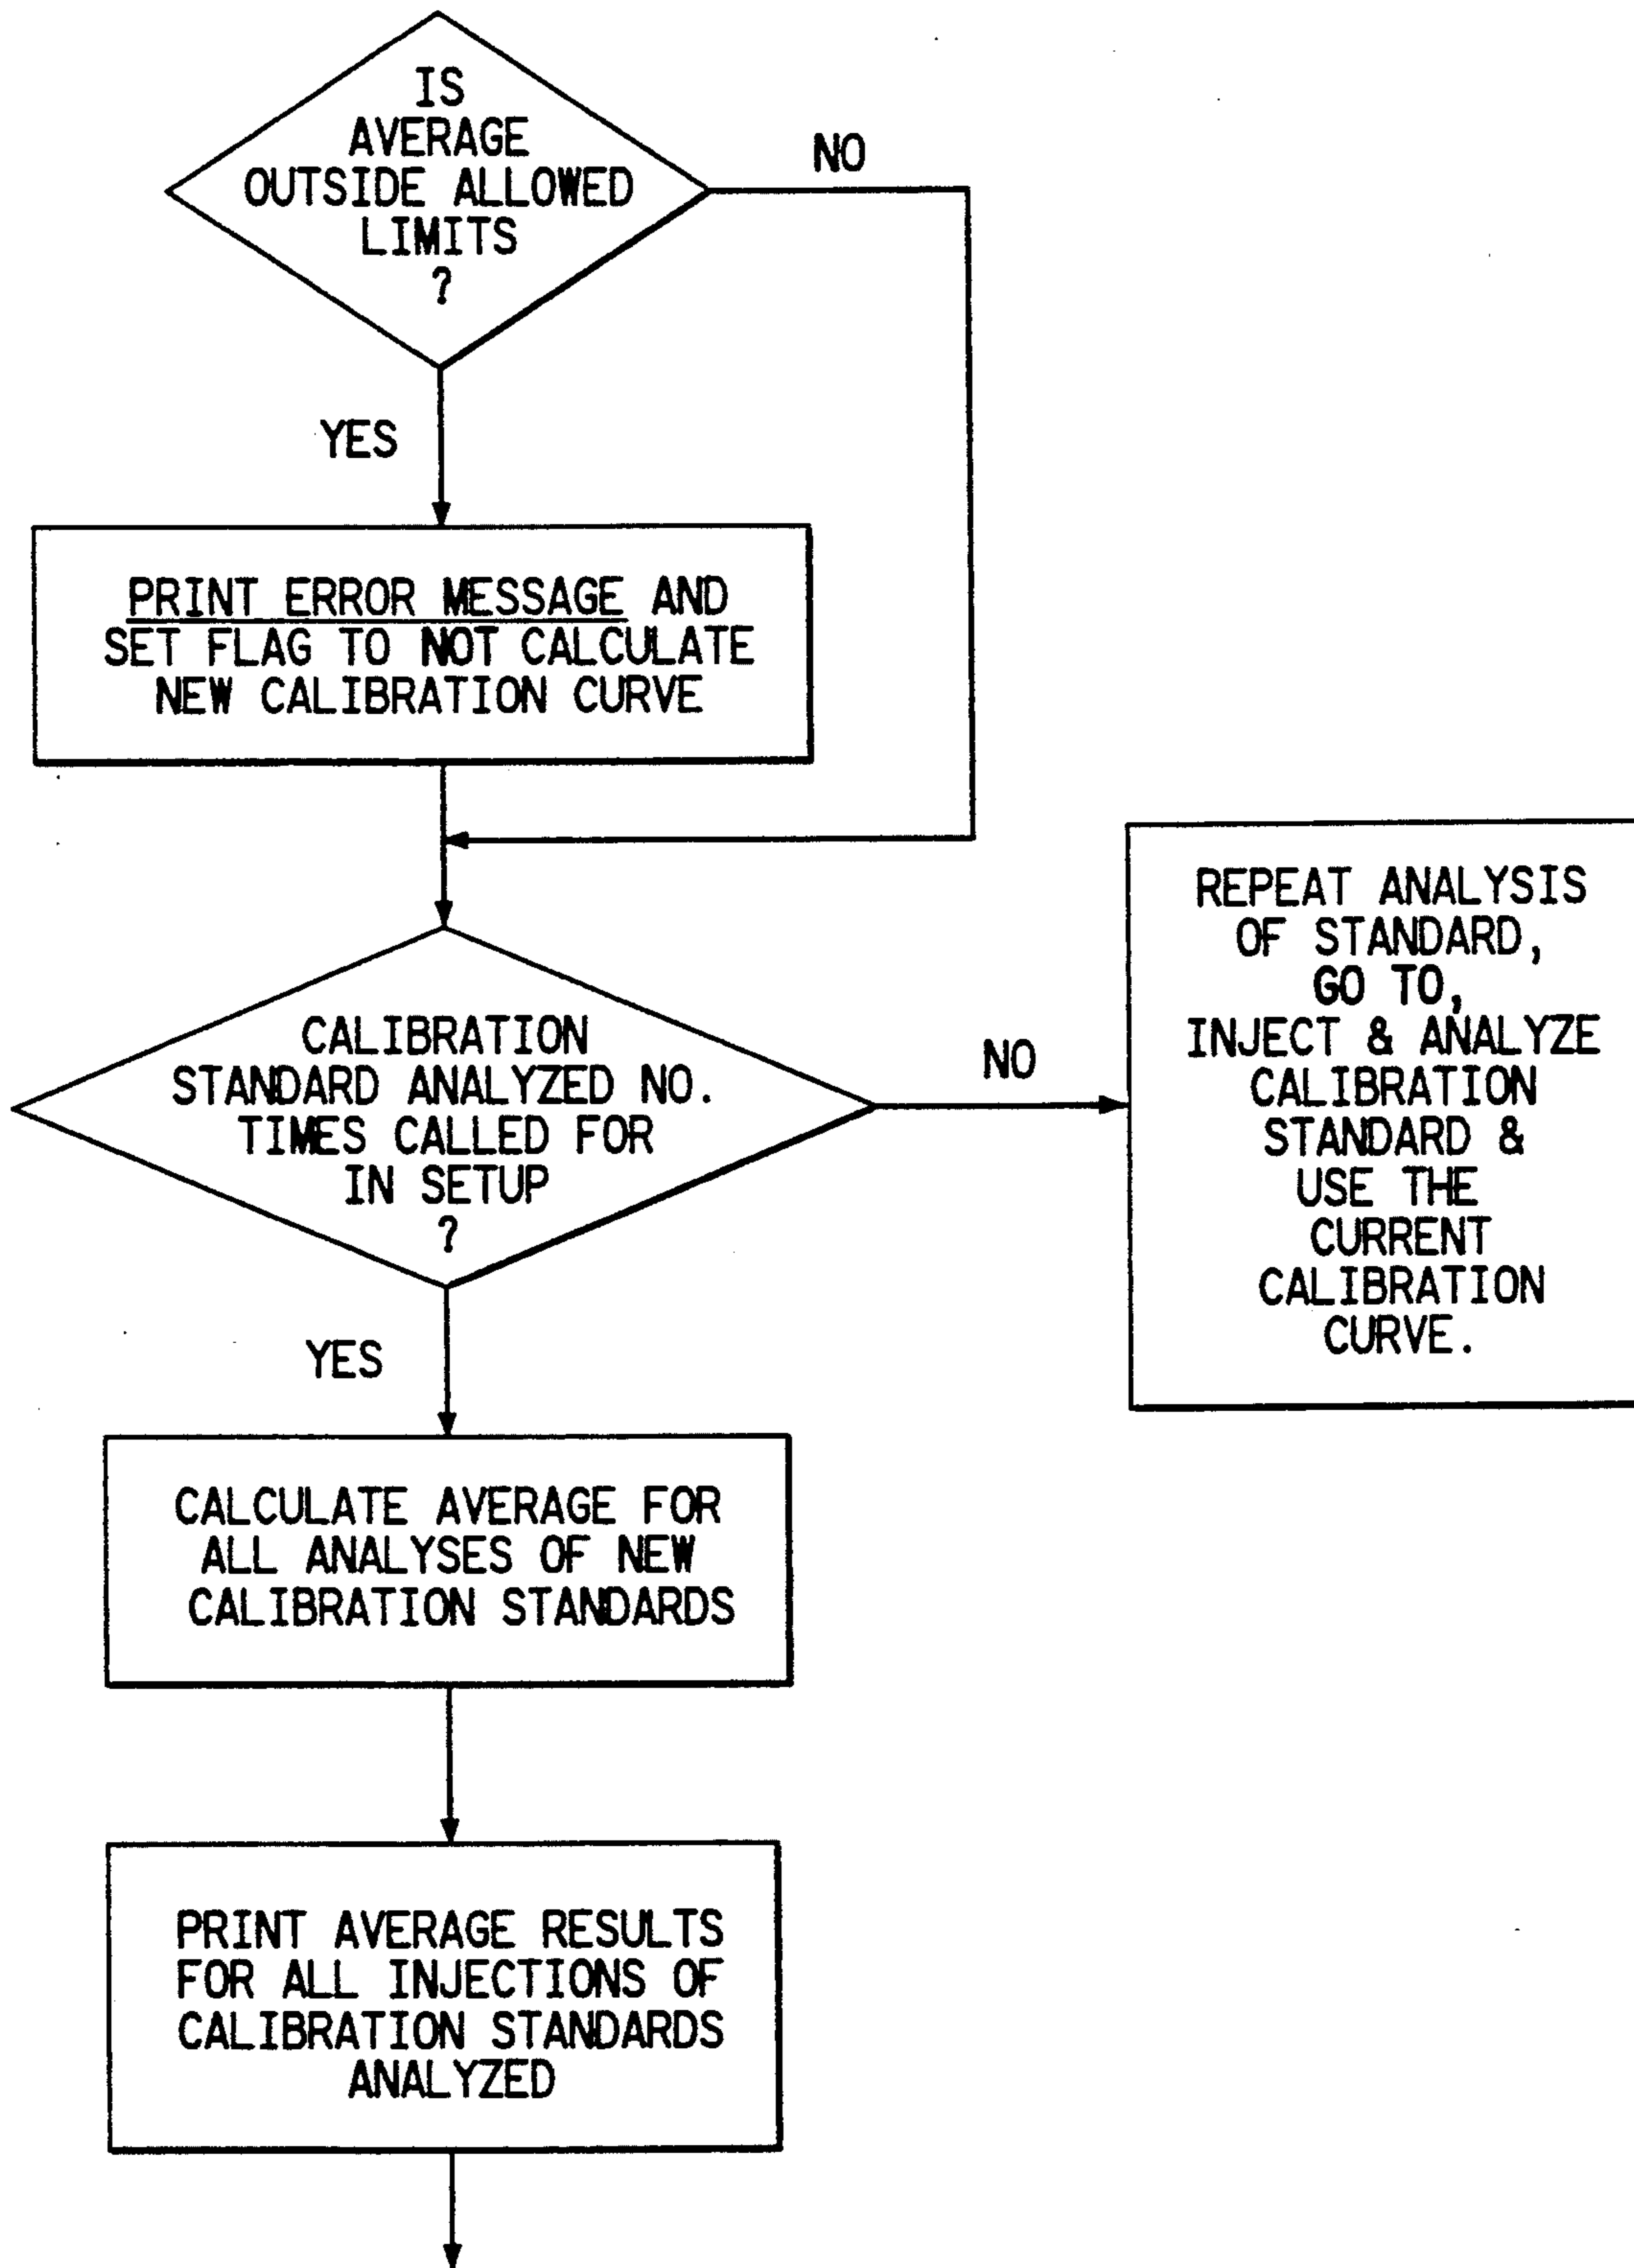 IS
AVERAGE
OUTSIDE ALLOWED
LIMITS
?
NO
YES
PRINT ERROR MESSAGE AND
SET FLAG TO NOT CALCULATE
NEW CALIBRATION CURVE
CALIBRATION
STANDARD ANALYZED NO.
TIMES CALLED FOR
IN SETUP
?
NO
REPEAT ANALYSIS
OF STANDARD,
GO TO,
INJECT & ANALYZE
CALIBRATION
STANDARD &
USE THE
CURRENT
CALIBRATION
CURVE.
YES
CALCULATE AVERAGE FOR
ALL ANALYSES OF NEW
CALIBRATION STANDARDS
PRINT AVERAGE RESULTS
FOR ALL INJECTIONS OF
CALIBRATION STANDARDS
ANALYZED